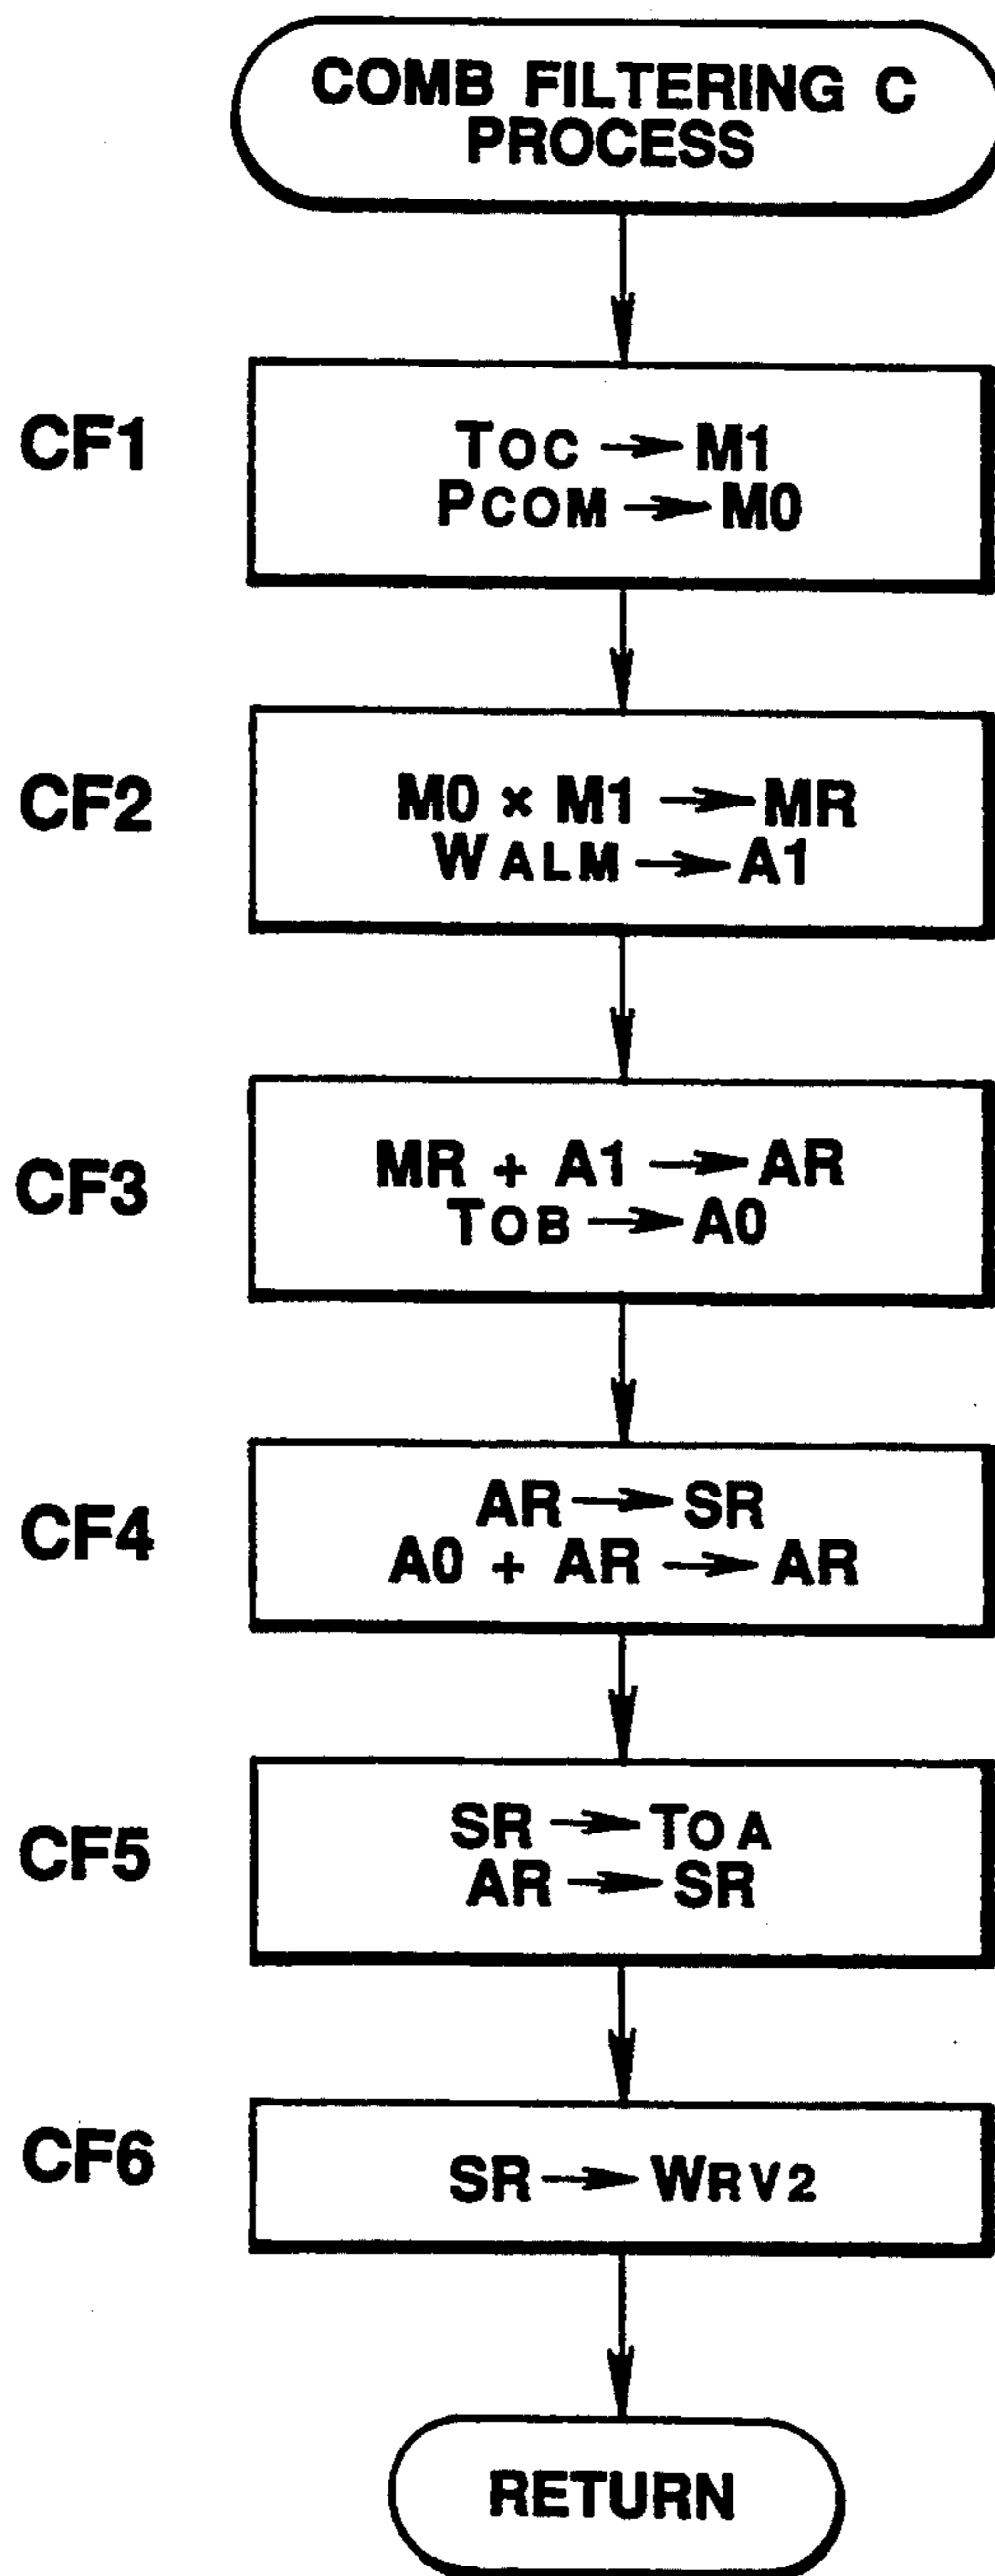 COMB FILTERING C
PROCESS
CF1
TOC → M1
PCOM → M0
CF2
M0 × M1 → MR
WALM → A1
CF3
MR + A1 → AR
TOB → A0
CF4
AR → SR
A0 + AR → AR
CF5
SR → TOA
AR → SR
CF6
SR → WRV2
RETURN